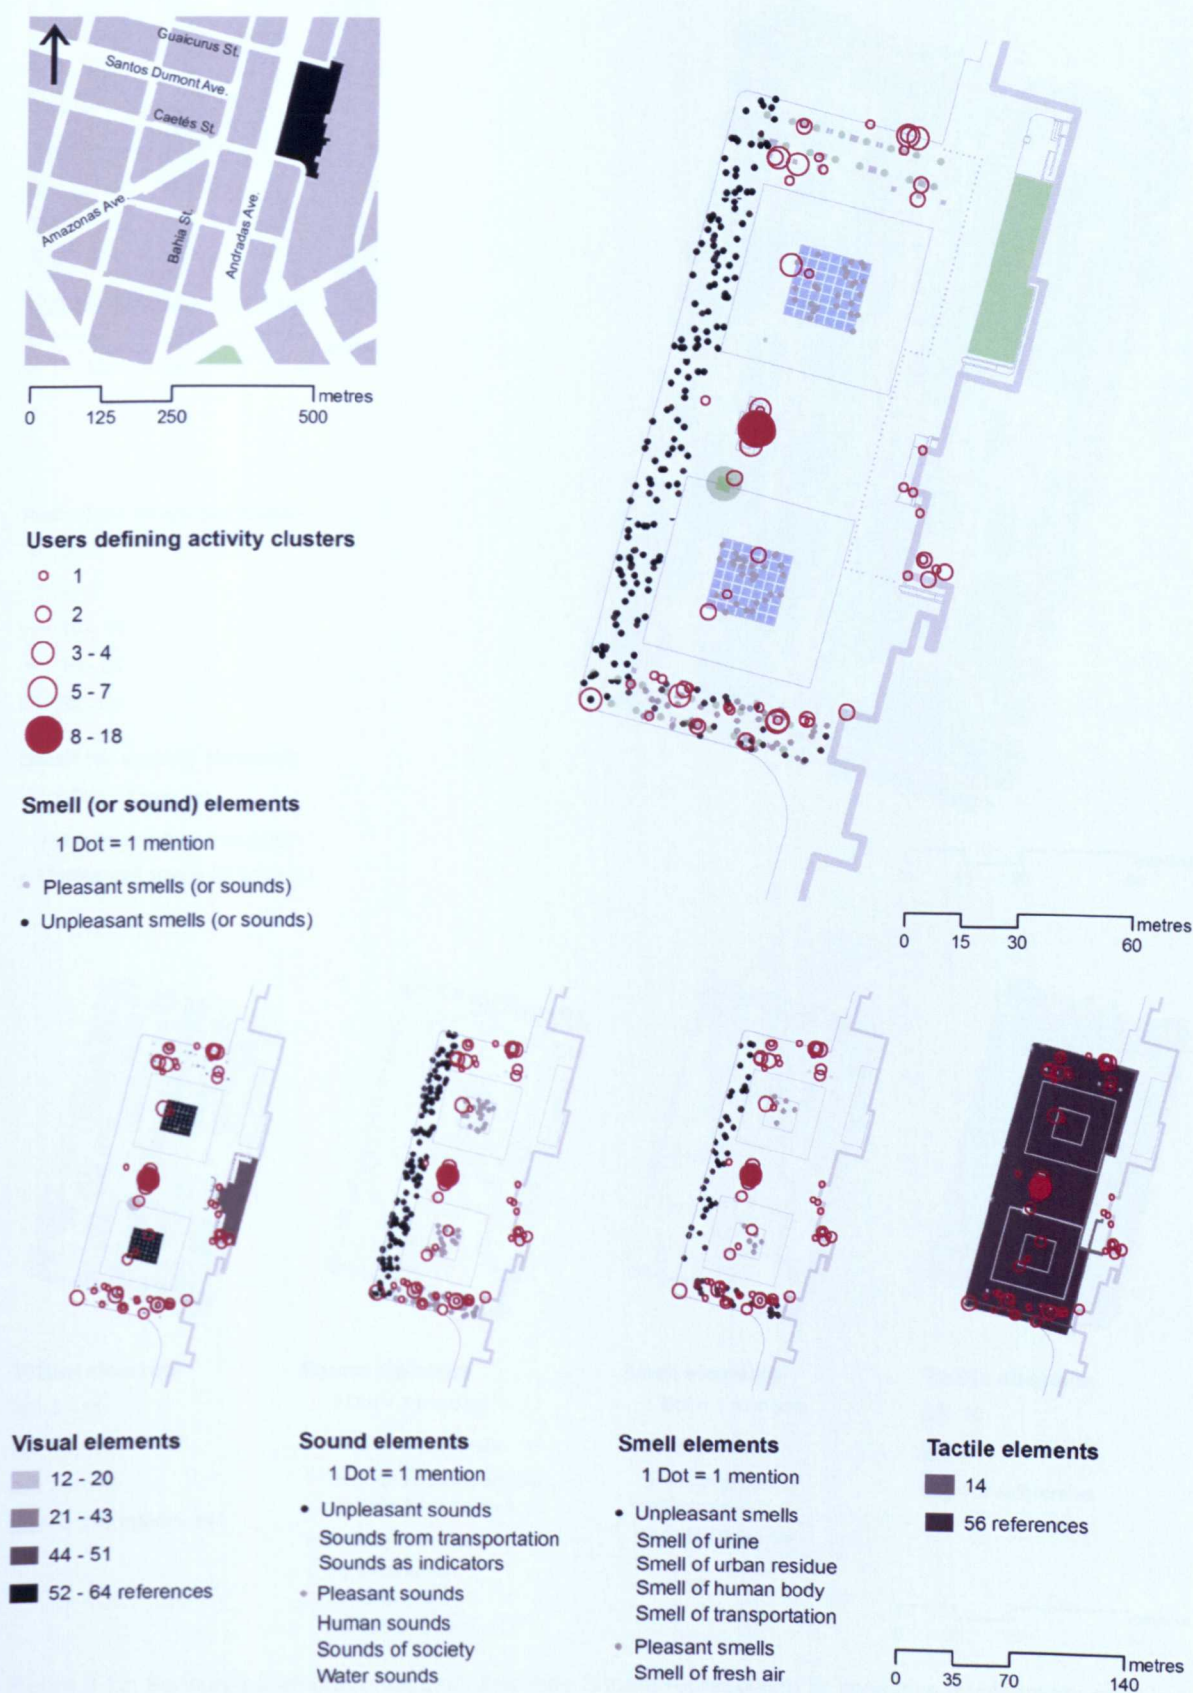 Guaicurus St.
Santos Dumont Ave.
Caetés St.
Amazonas Ave.
Bahia St.
Andradas Ave.
metres
0 125 250 500
Users defining activity clusters
1
2
3 - 4
5 - 7
8 - 18
Smell (or sound) elements
1 Dot = 1 mention
Pleasant smells (or sounds)
Unpleasant smells (or sounds)
metres
0 15 30 60
Visual elements
12 - 20
21 - 43
44 - 51
52 - 64 references
Sound elements
1 Dot = 1 mention
Unpleasant sounds
Sounds from transportation
Sounds as indicators
Pleasant sounds
Human sounds
Sounds of society
Water sounds
Smell elements
1 Dot = 1 mention
Unpleasant smells
Smell of urine
Smell of urban residue
Smell of human body
Smell of transportation
Pleasant smells
Smell of fresh air
Tactile elements
14
56 references
metres
0 35 70 140